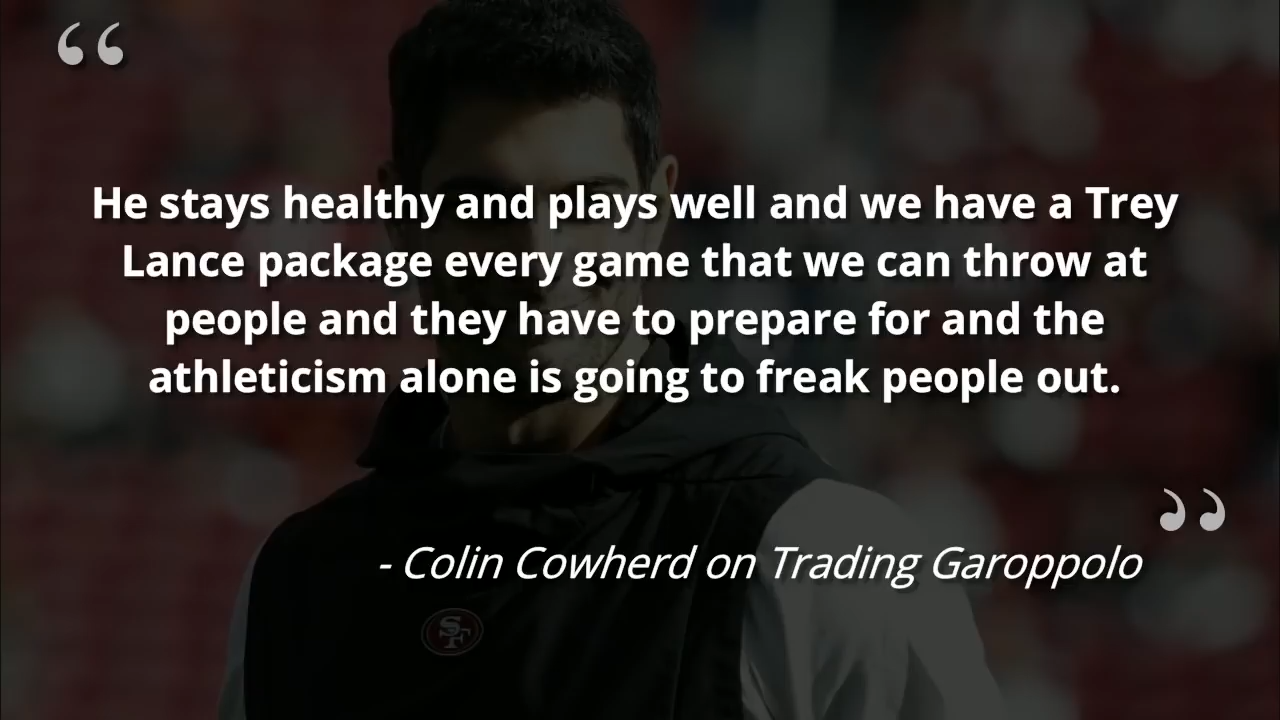 “
He stays healthy and plays well and we have a Trey
Lance package every game that we can throw at
people and they have to prepare for and the
athleticism alone is going to freak people out.
”
- Colin Cowherd on Trading Garoppolo
SF